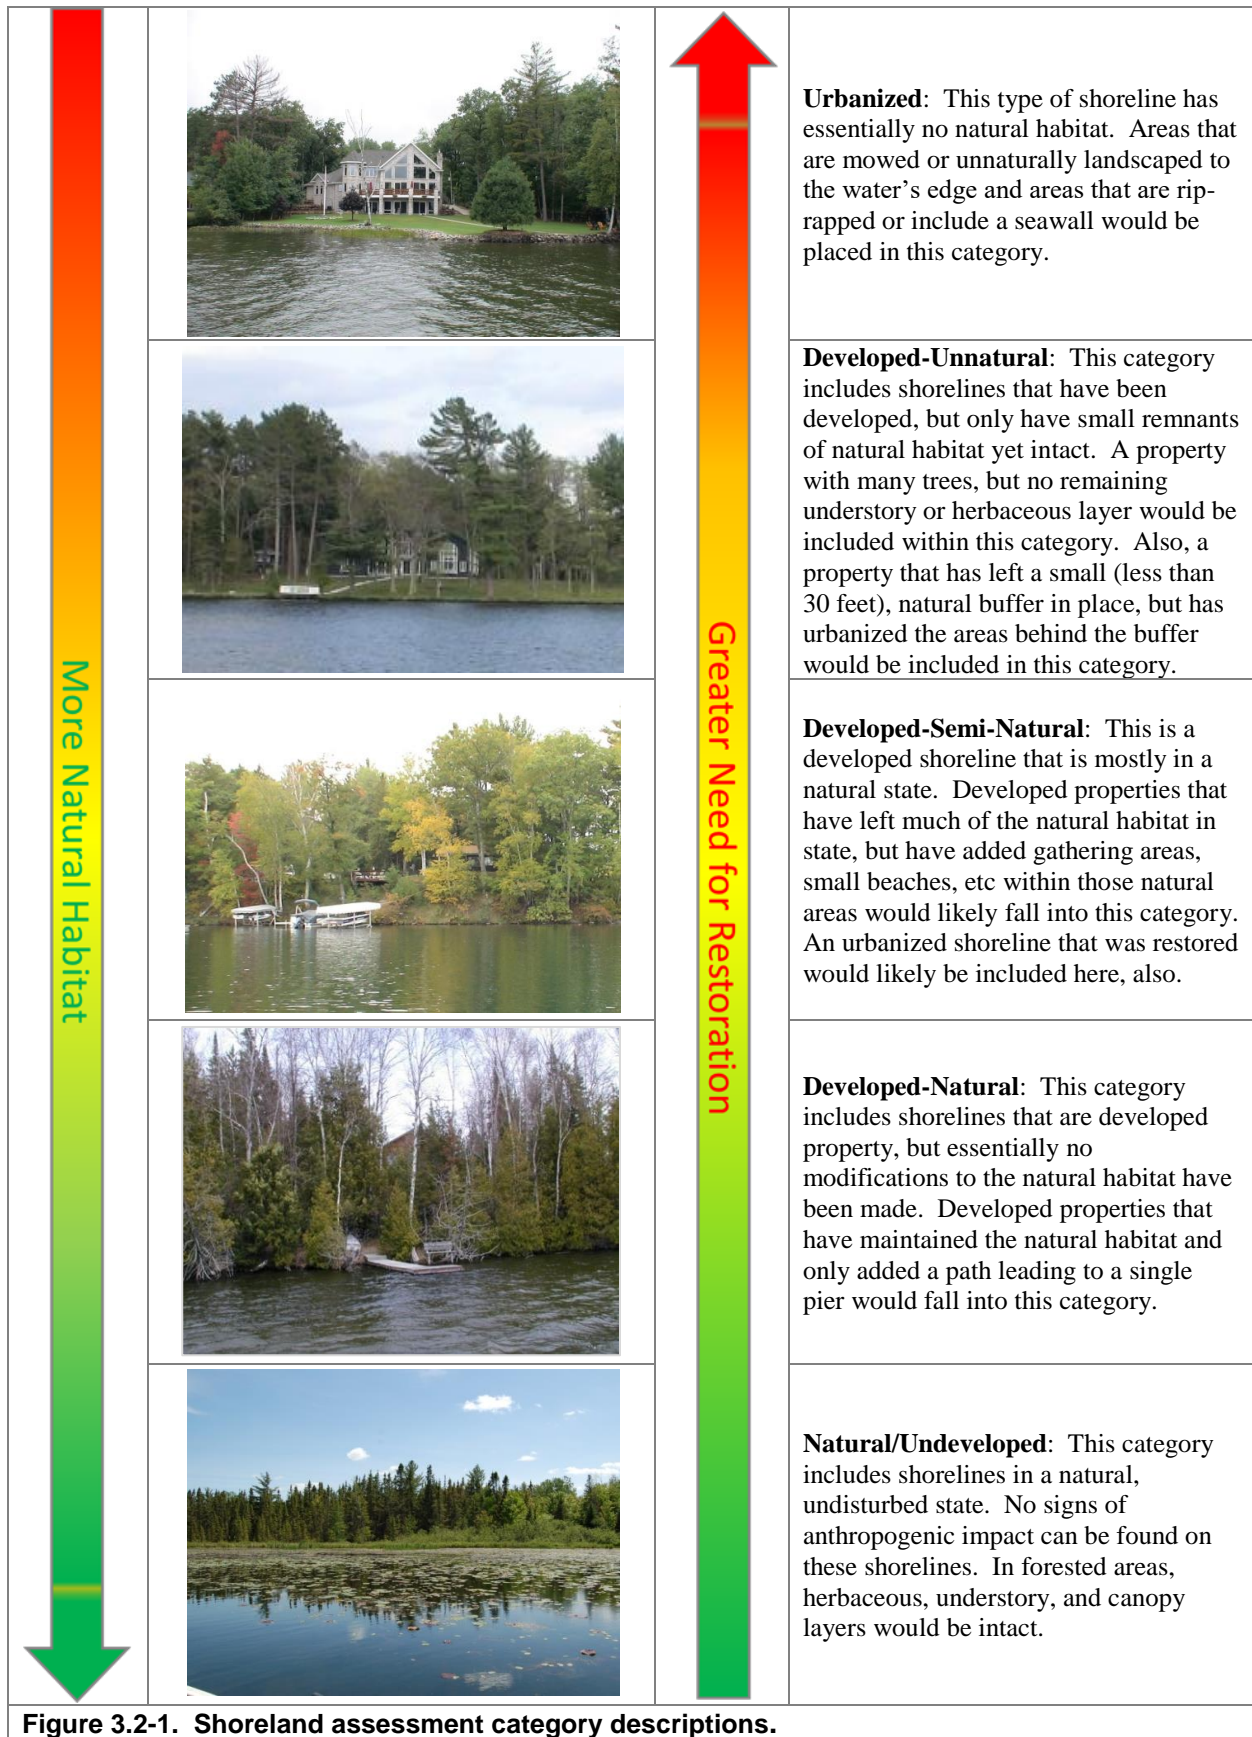 More Natural Habitat
Greater Need for Restoration
Urbanized: This type of shoreline has
essentially no natural habitat. Areas that
are mowed or unnaturally landscaped to
the water’s edge and areas that are rip-
rapped or include a seawall would be
placed in this category.
Developed-Unnatural: This category
includes shorelines that have been
developed, but only have small remnants
of natural habitat yet intact. A property
with many trees, but no remaining
understory or herbaceous layer would be
included within this category. Also, a
property that has left a small (less than
30 feet), natural buffer in place, but has
urbanized the areas behind the buffer
would be included in this category.
Developed-Semi-Natural: This is a
developed shoreline that is mostly in a
natural state. Developed properties that
have left much of the natural habitat in
state, but have added gathering areas,
small beaches, etc within those natural
areas would likely fall into this category.
An urbanized shoreline that was restored
would likely be included here, also.
Developed-Natural: This category
includes shorelines that are developed
property, but essentially no
modifications to the natural habitat have
been made. Developed properties that
have maintained the natural habitat and
only added a path leading to a single
pier would fall into this category.
Natural/Undeveloped: This category
includes shorelines in a natural,
undisturbed state. No signs of
anthropogenic impact can be found on
these shorelines. In forested areas,
herbaceous, understory, and canopy
layers would be intact.
Figure 3.2-1. Shoreland assessment category descriptions.